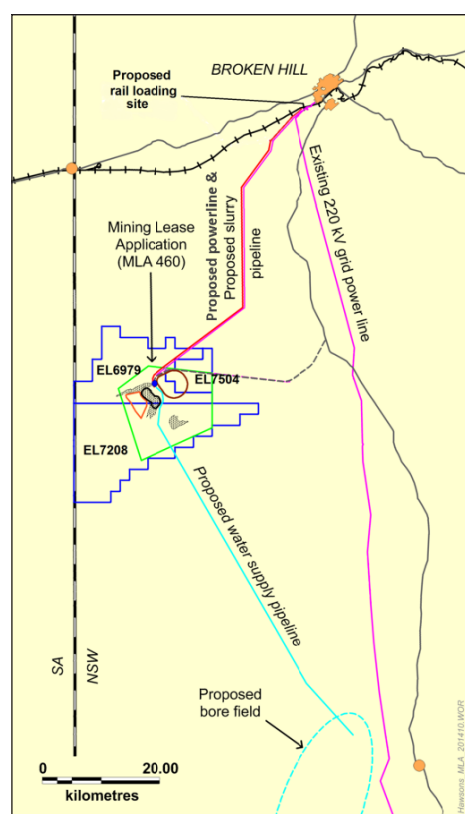 BROKEN HILL
Proposed
rail loading
site
Existing 220 kV grid power line
Proposed powerline &
Proposed slurry
pipeline
Mining Lease
Application
(MLA 460)
EL6979
EL7504
EL7208
Proposed water supply pipeline
SA
NSW
Proposed
bore field
0
20.00
kilometres
Hawsons MLA_201410.WOR